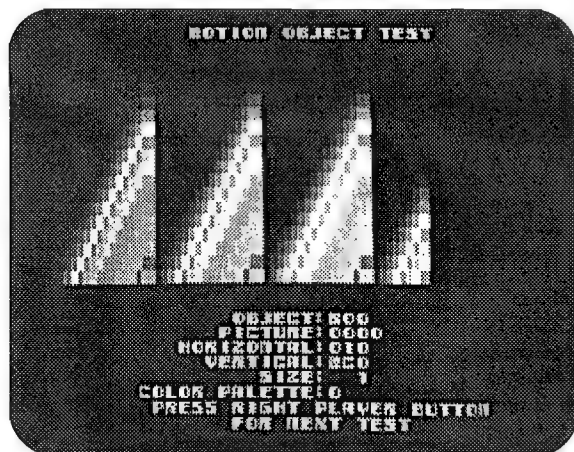 MOTION OBJECT TEST
OBJECT:
PICTURE:0000
HORIZONTAL:010
VERTICAL:
SIZE: 1
COLOR PALETTE:0
PRESS RIGHT PLAYER BUTTON
FOR NEXT TEST